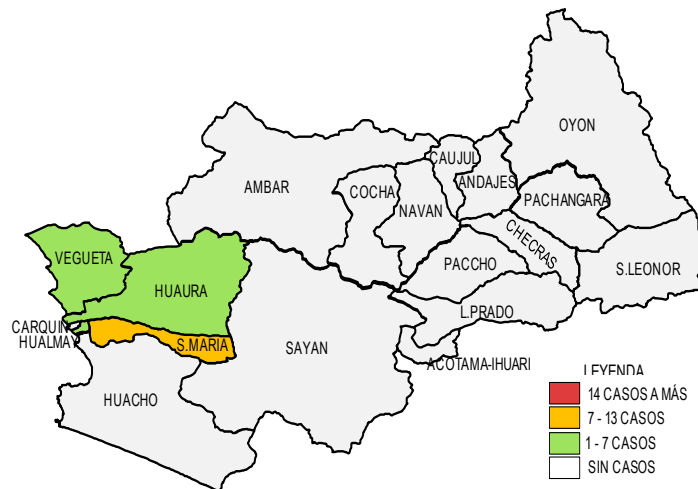 OYON
CAUJUL
AMBAR
COCHA
ANDAJES
PACHANGARA
NAVAN
CHECRAS
VEGUETA
PACCHO
S.LEONOR
HUAURA
L.PRADO
CARQUIN
HUALMAY
S.MARIA
SAYAN
ACOTAMA-IHUARI
HUACHO
LEYENDA
14 CASOS A MÁS
7 - 13 CASOS
1 - 7 CASOS
SIN CASOS